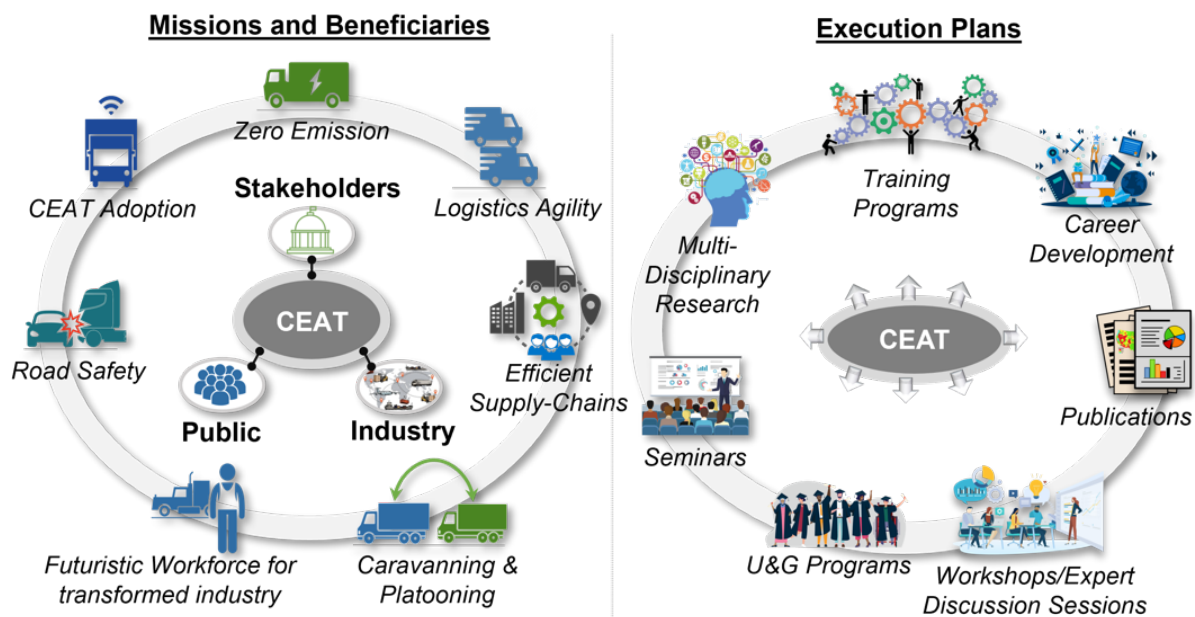 Missions and Beneficiaries
Zero Emission
CEAT Adoption
Stakeholders
Logistics Agility
CEAT
Road Safety
Efficient
Supply-Chains
Public
Industry
Futuristic Workforce for
transformed industry
Caravanning &
Platooning
Execution Plans
Training
Programs
Career
Development
Multi-
Disciplinary
Research
CEAT
Publications
Seminars
U&G Programs
Workshops/Expert
Discussion Sessions